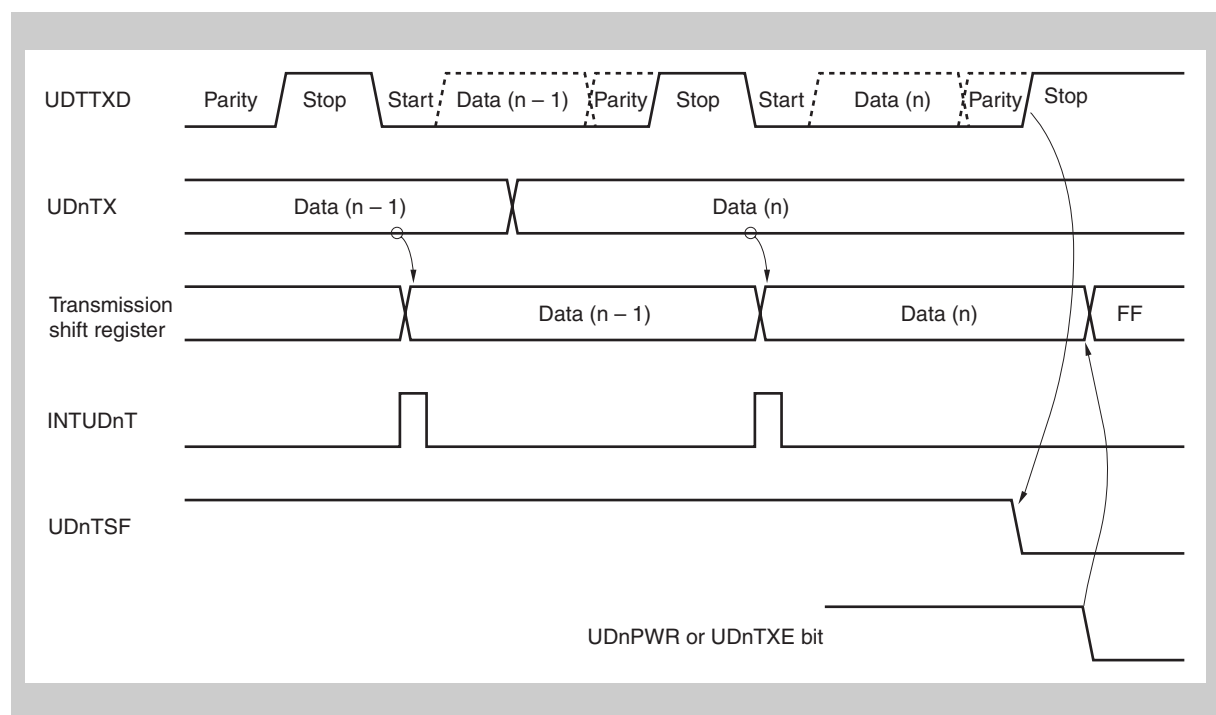 UDTTXD Parity Stop Start Data (n – 1) Parity Stop Start Data (n) Parity Stop
UDnTX Data (n – 1) Data (n)
Transmission
shift register
Data (n – 1) Data (n) FF
INTUDnT
UDnTSF
UDnPWR or UDnTXE bit